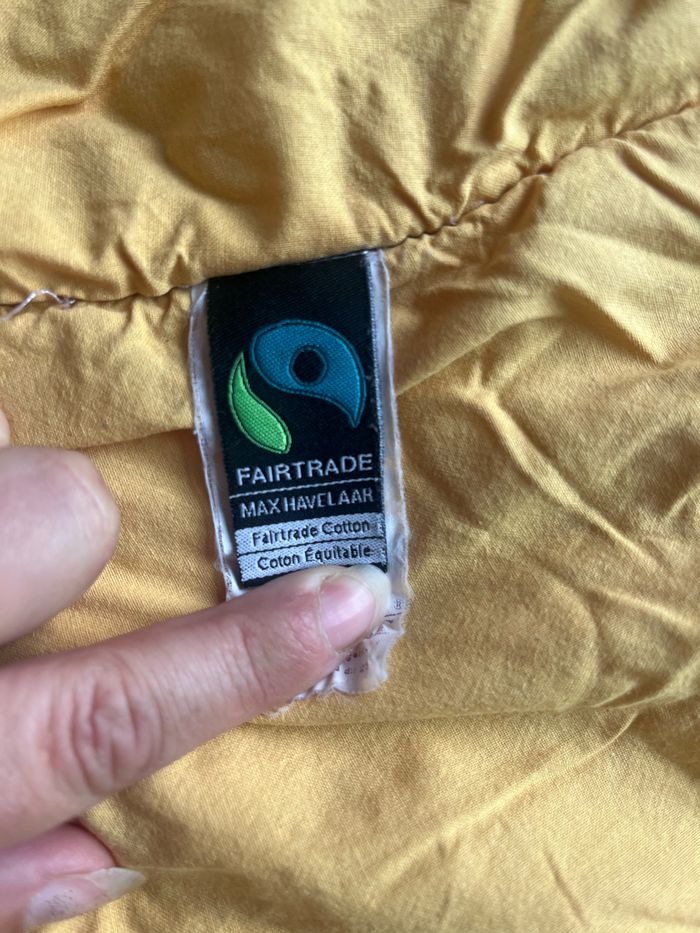 FAIRTRADE
MAX HAVELAAR
Fairtrade Cotton
Coton Équitable
®